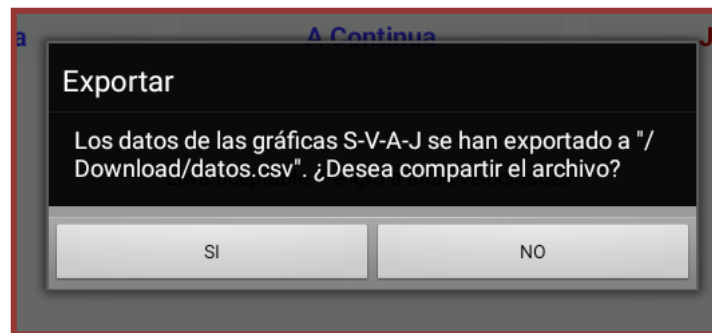 a A Continua J
Exportar
Los datos de las gráficas S-V-A-J se han exportado a "/
Download/datos.csv". ¿Desea compartir el archivo?
SI NO